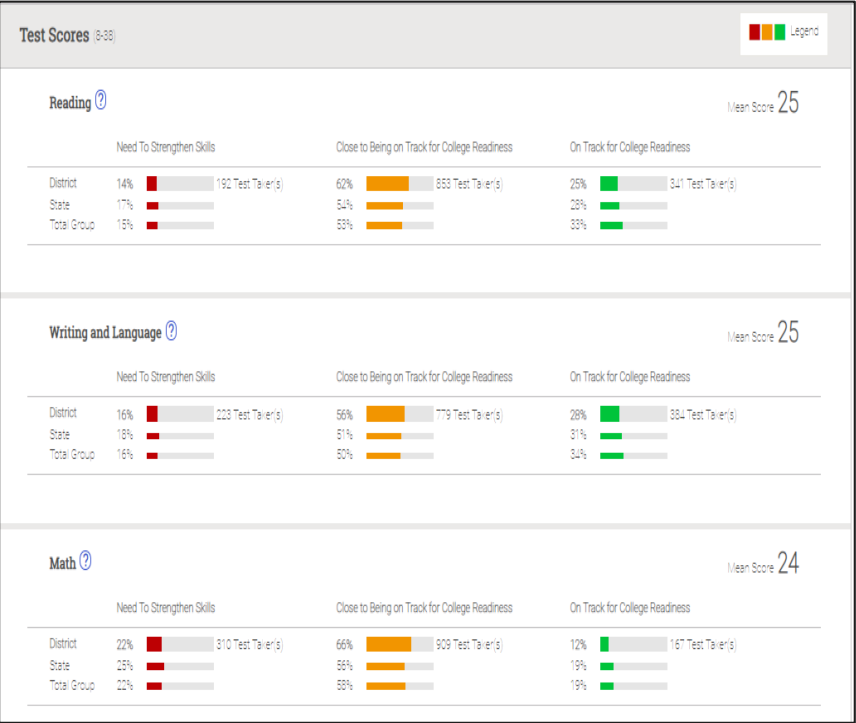 Test Scores (8-38)
Legend
Reading ?
Mean Score 25
Need To Strengthen Skills Close to Being on Track for College Readiness On Track for College Readiness
District 14% 192 Test Taker(s) 62% 853 Test Taker(s) 25% 341 Test Taker(s)
State 17% 54% 28%
Total Group 15% 53% 33%
Writing and Language ?
Mean Score 25
Need To Strengthen Skills Close to Being on Track for College Readiness On Track for College Readiness
District 16% 223 Test Taker(s) 56% 779 Test Taker(s) 28% 384 Test Taker(s)
State 18% 51% 31%
Total Group 16% 50% 34%
Math ?
Mean Score 24
Need To Strengthen Skills Close to Being on Track for College Readiness On Track for College Readiness
District 22% 310 Test Taker(s) 66% 909 Test Taker(s) 12% 167 Test Taker(s)
State 25% 56% 19%
Total Group 22% 58% 19%